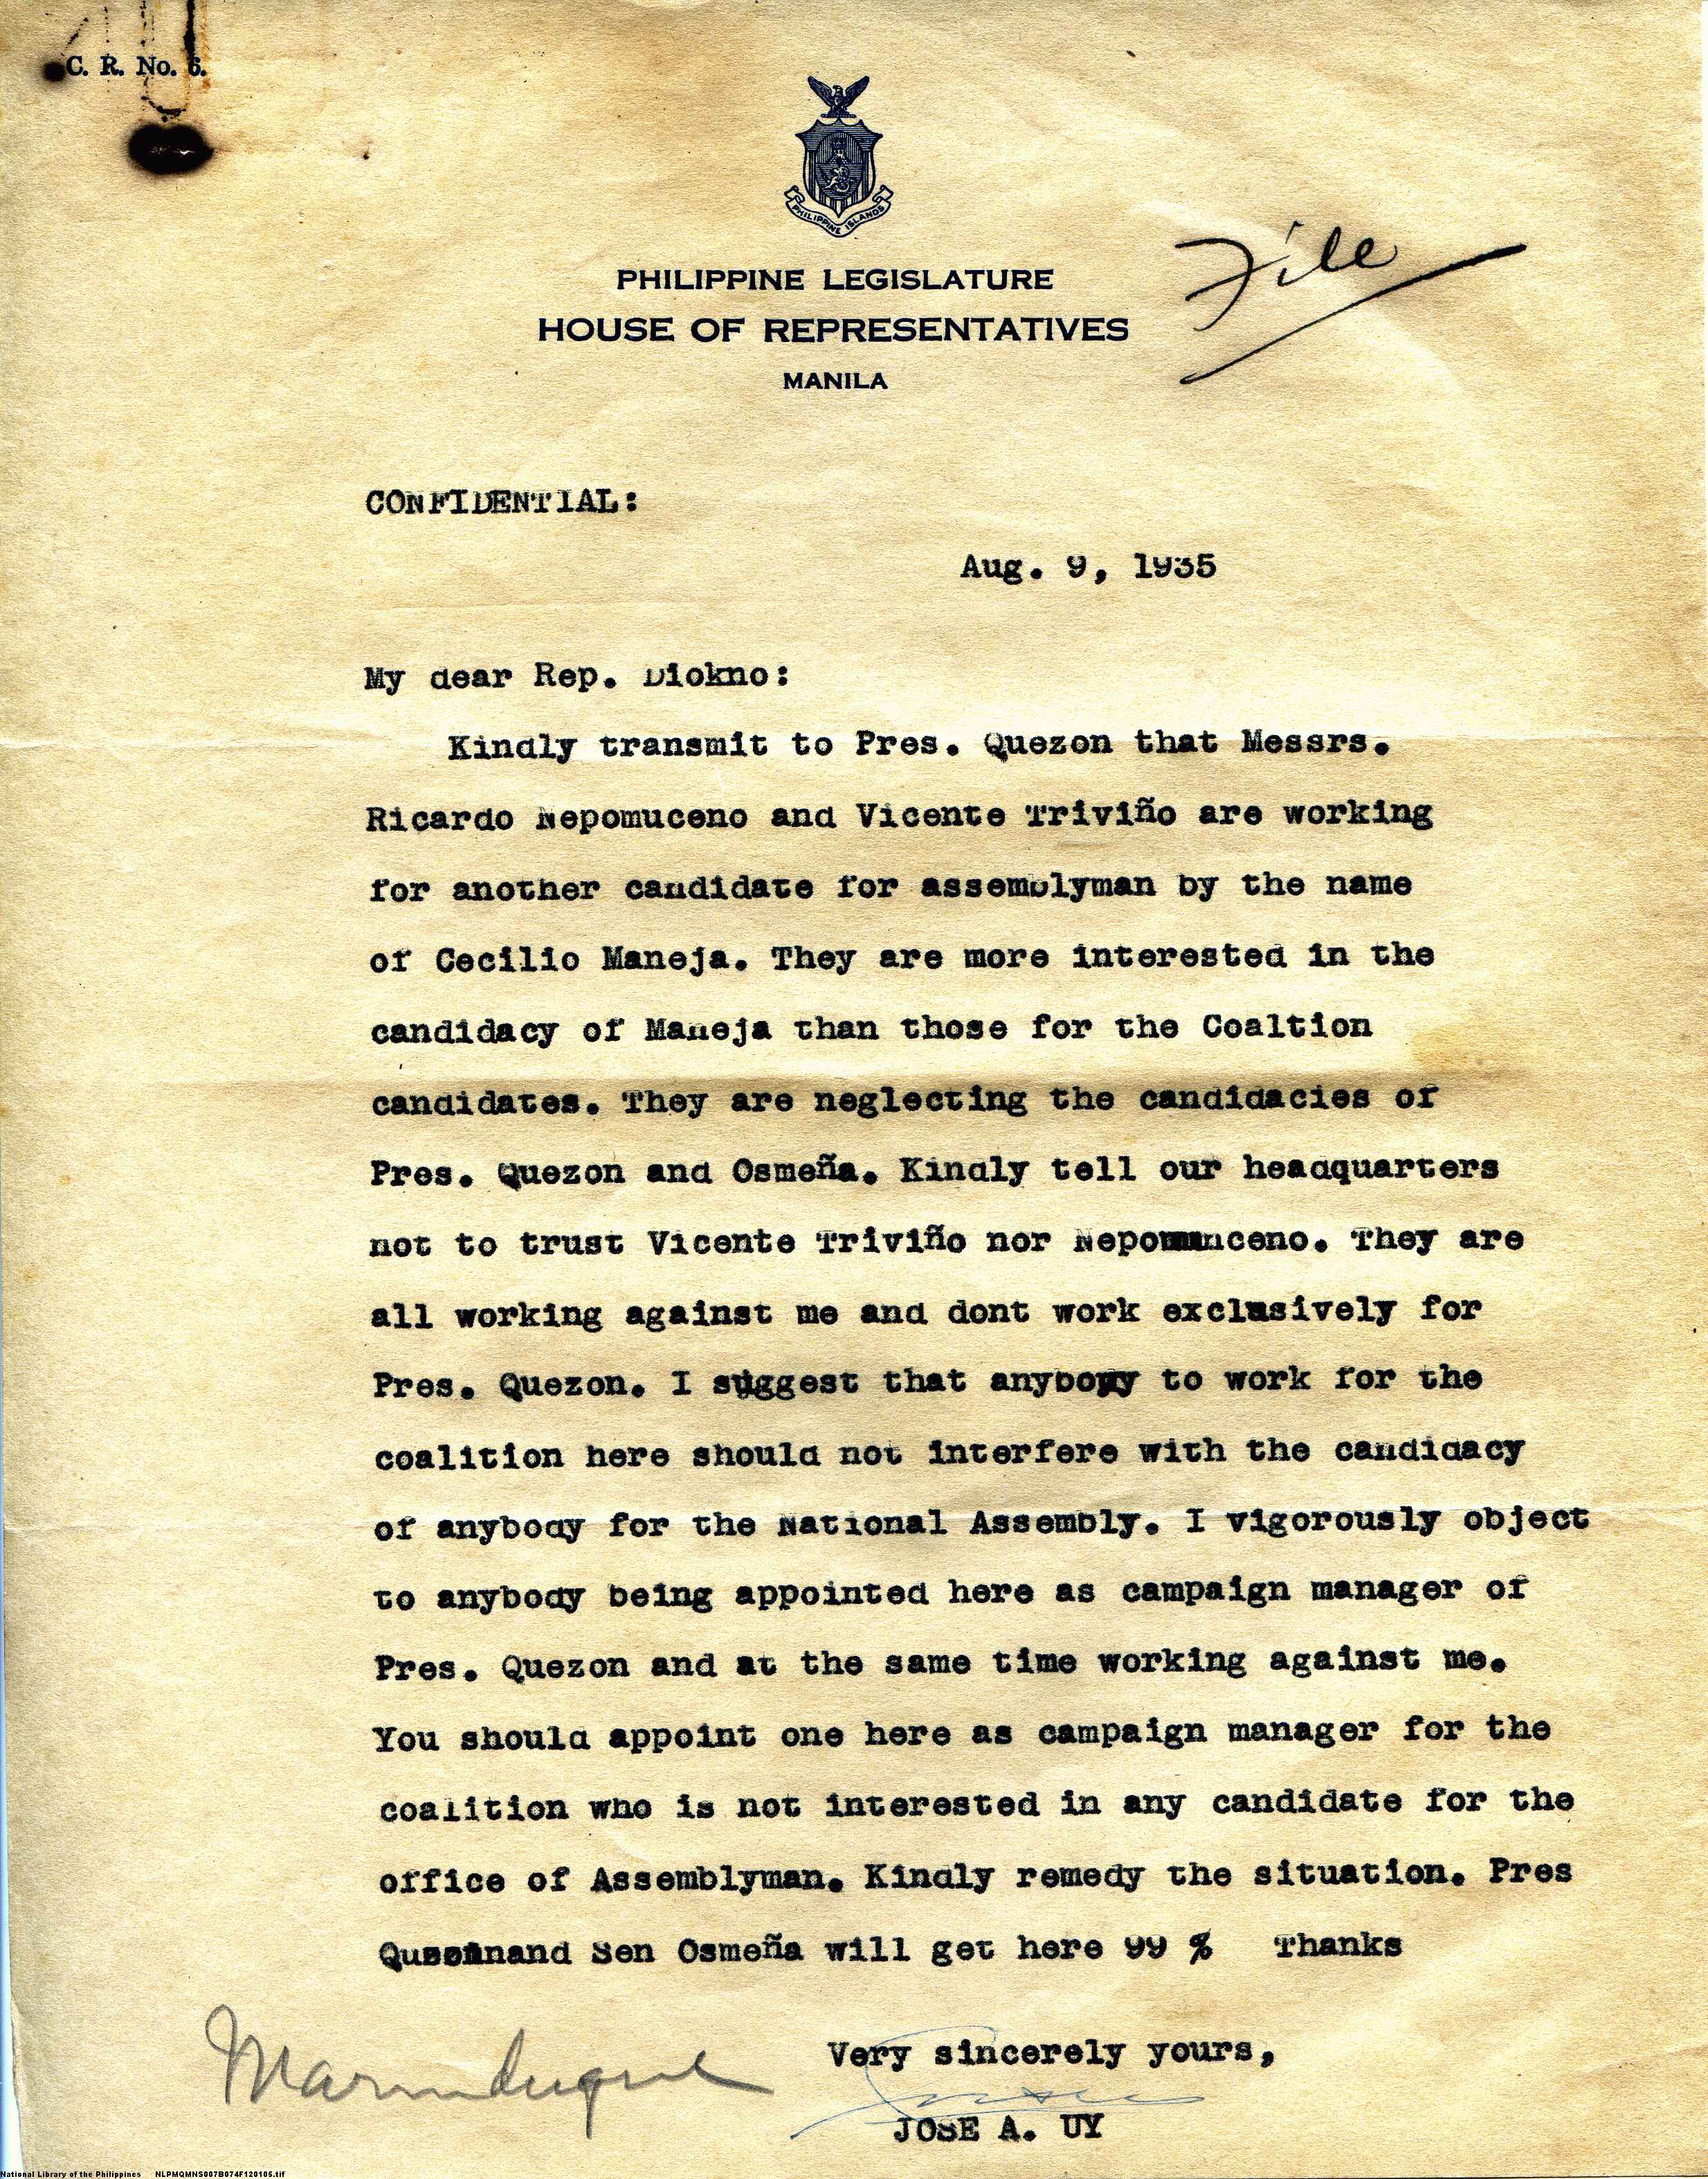 C. R. No. 6.
PHILIPPINE ISLANDS
PHILIPPINE LEGISLATURE
HOUSE OF REPRESENTATIVES
MANILA
File
CONFIDENTIAL:
Aug. 9, 1935
My dear Rep. Diokno:
Kindly transmit to Pres. Quezon that Messrs.
Ricardo Nepomuceno and Vicente Triviño are working
for another candidate for assemblyman by the name
of Cecilio Maneja. They are more interested in the
candidacy of Maneja than those for the Coaltion
candidates. They are neglecting the candidacies of
Pres. Quezon and Osmeña. Kindly tell our headquarters
not to trust Vicente Triviño nor Nepomunceno. They are
all working against me and dont work exclusively for
Pres. Quezon. I suggest that anybody to work for the
coalition here should not interfere with the candidacy
of anybody for the National Assembly. I vigorously object
to anybody being appointed here as campaign manager of
Pres. Quezon and at the same time working against me.
You should appoint one here as campaign manager for the
coalition who is not interested in any candidate for the
office of Assemblyman. Kindly remedy the situation. Pres
and Sen Osmeña will get here 99 % Thanks
Very sincerely yours,
Marinduque
JOSE A. UY
National Library of the Philippines NLPMQMNS007B074F120105.tif